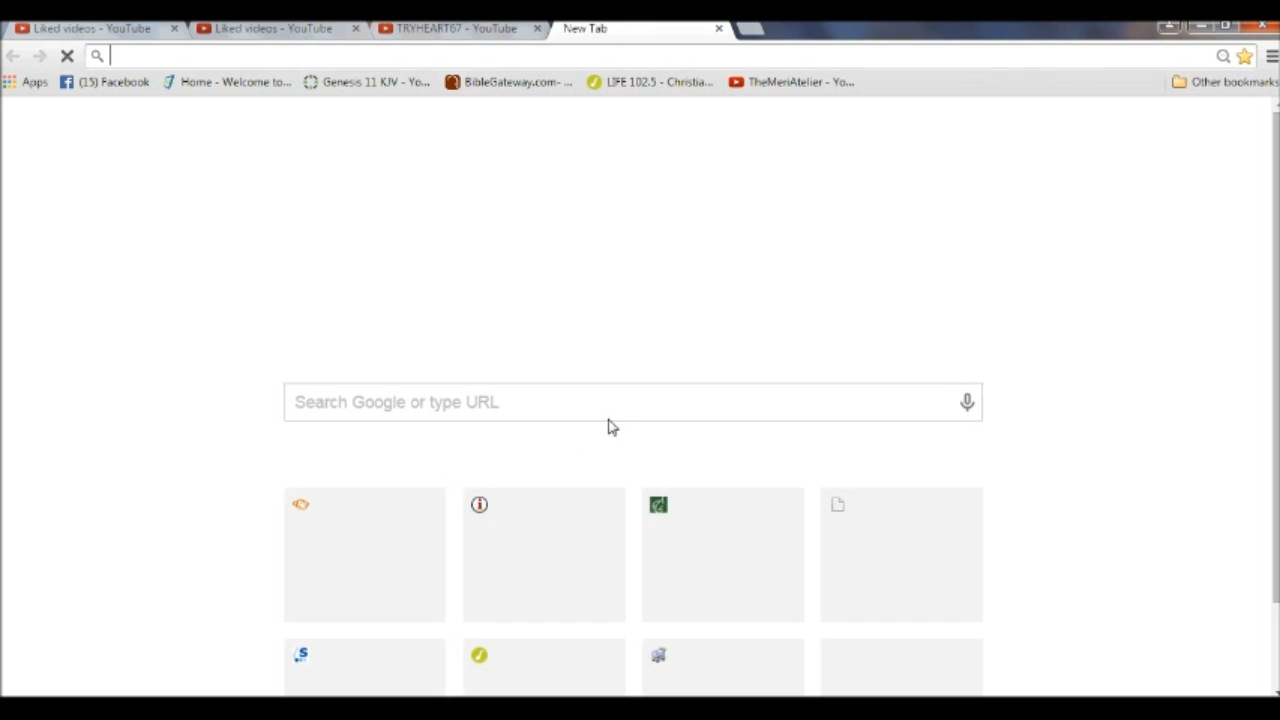 Liked videos - YouTube Liked videos - YouTube TRYHEART67 - YouTube New Tab
Apps (15) Facebook Home - Welcome to... Genesis 11 KJV - Yo... BibleGateway.com- ... LIFE 102.5 - Christia... TheMeriAtelier - Yo... Other bookmarks
Search Google or type URL